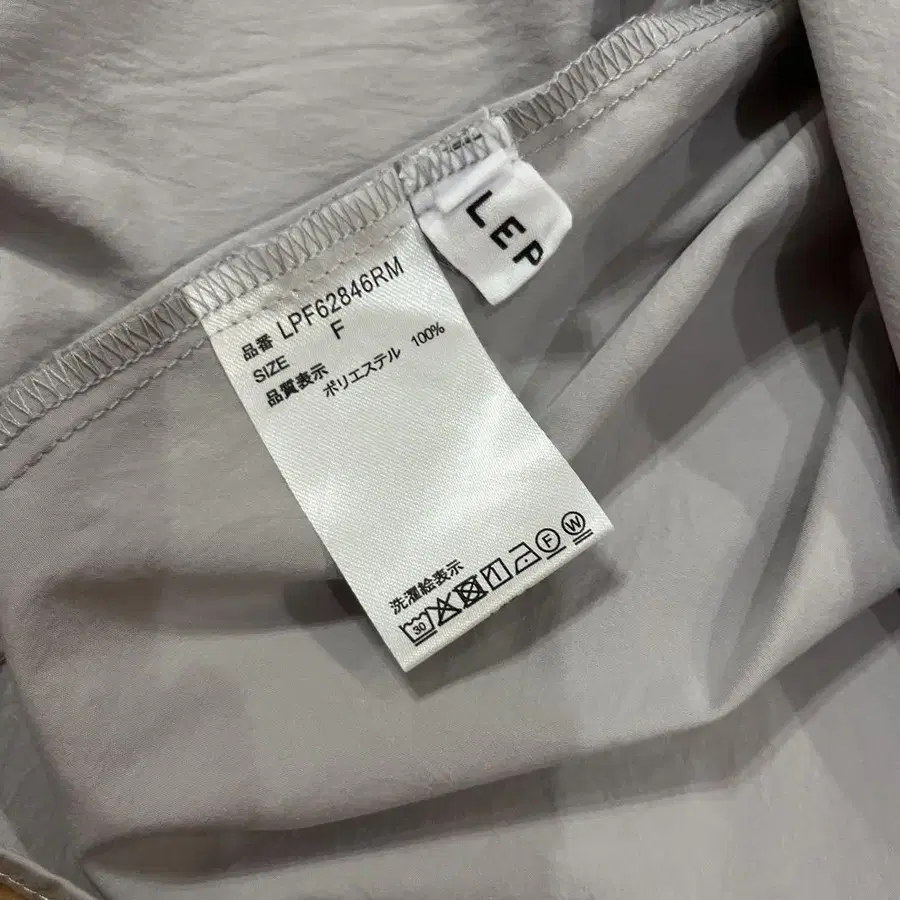 LEP
品番 LPF62846RM
SIZE F
品質表示
ポリエステル 100%
洗濯絵表示
30 F W